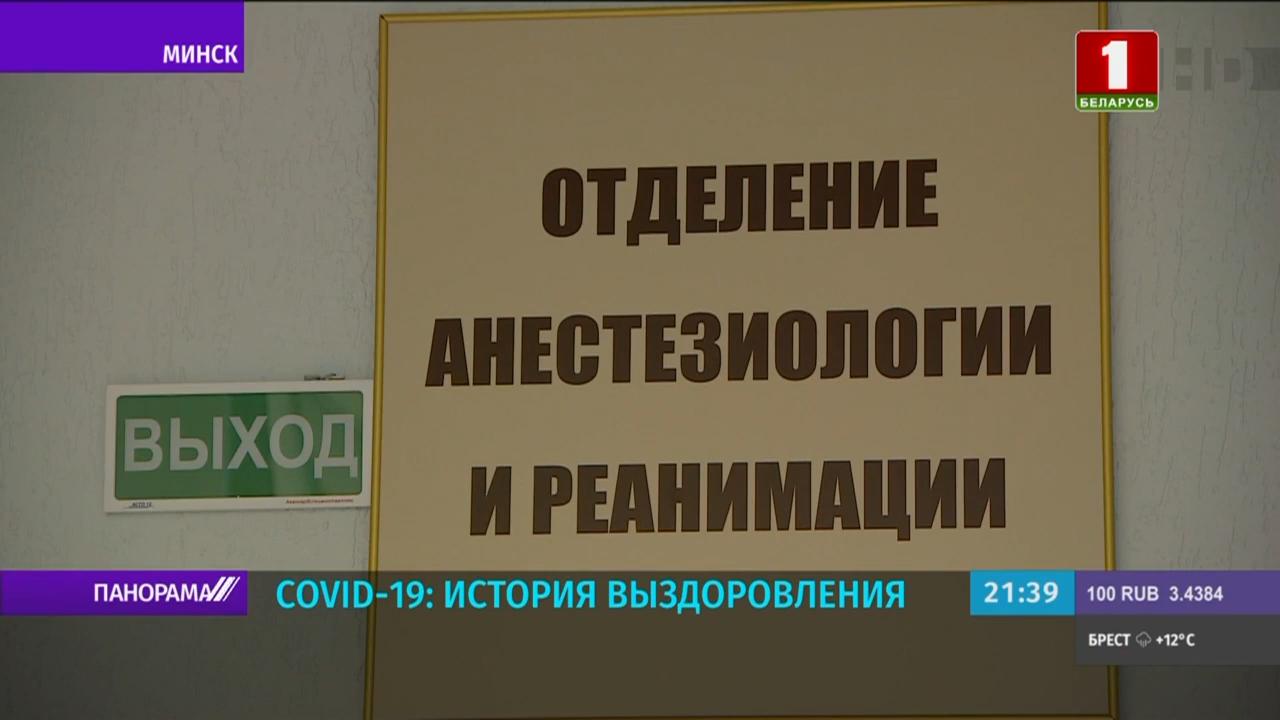 МИНСК
1
БЕЛАРУСЬ
HD
ОТДЕЛЕНИЕ
АНЕСТЕЗИОЛОГИИ
И РЕАНИМАЦИИ
ВЫХОД
ПАНОРАМА
COVID-19: ИСТОРИЯ ВЫЗДОРОВЛЕНИЯ
21:39
100 RUB 3.4384
БРЕСТ +12°C